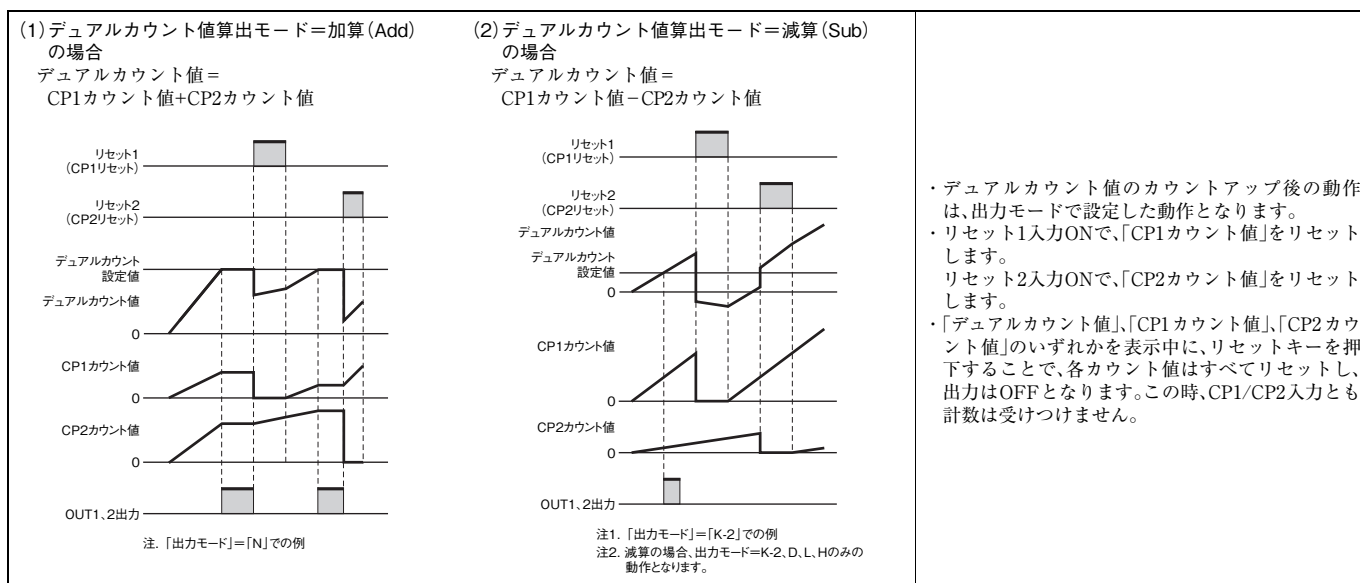 (1)デュアルカウント値算出モード＝加算(Add)
の場合
デュアルカウント値＝
CP1カウント値+CP2カウント値
リセット1
(CP1リセット)
リセット2
(CP2リセット)
デュアルカウント
設定値
デュアルカウント値
0
CP1カウント値
0
CP2カウント値
0
OUT1、2出力
注.「出力モード」＝「N」での例
(2)デュアルカウント値算出モード＝減算(Sub)
の場合
デュアルカウント値＝
CP1カウント値−CP2カウント値
リセット1
(CP1リセット)
リセット2
(CP2リセット)
デュアルカウント値
デュアルカウント
設定値
0
CP1カウント値
0
CP2カウント値
0
OUT1、2出力
注1.「出力モード」＝「K-2」での例
注2. 減算の場合、出力モード＝K-2、D、L、Hのみの
動作となります。
・デュアルカウント値のカウントアップ後の動作
は、出力モードで設定した動作となります。
・リセット1入力ONで、「CP1カウント値」をリセット
します。
リセット2入力ONで、「CP2カウント値」をリセット
します。
・「デュアルカウント値」、「CP1カウント値」、「CP2カウ
ント値」のいずれかを表示中に、リセットキーを押
下することで、各カウント値はすべてリセットし、
出力はOFFとなります。この時、CP1/CP2入力とも
計数は受けつけません。